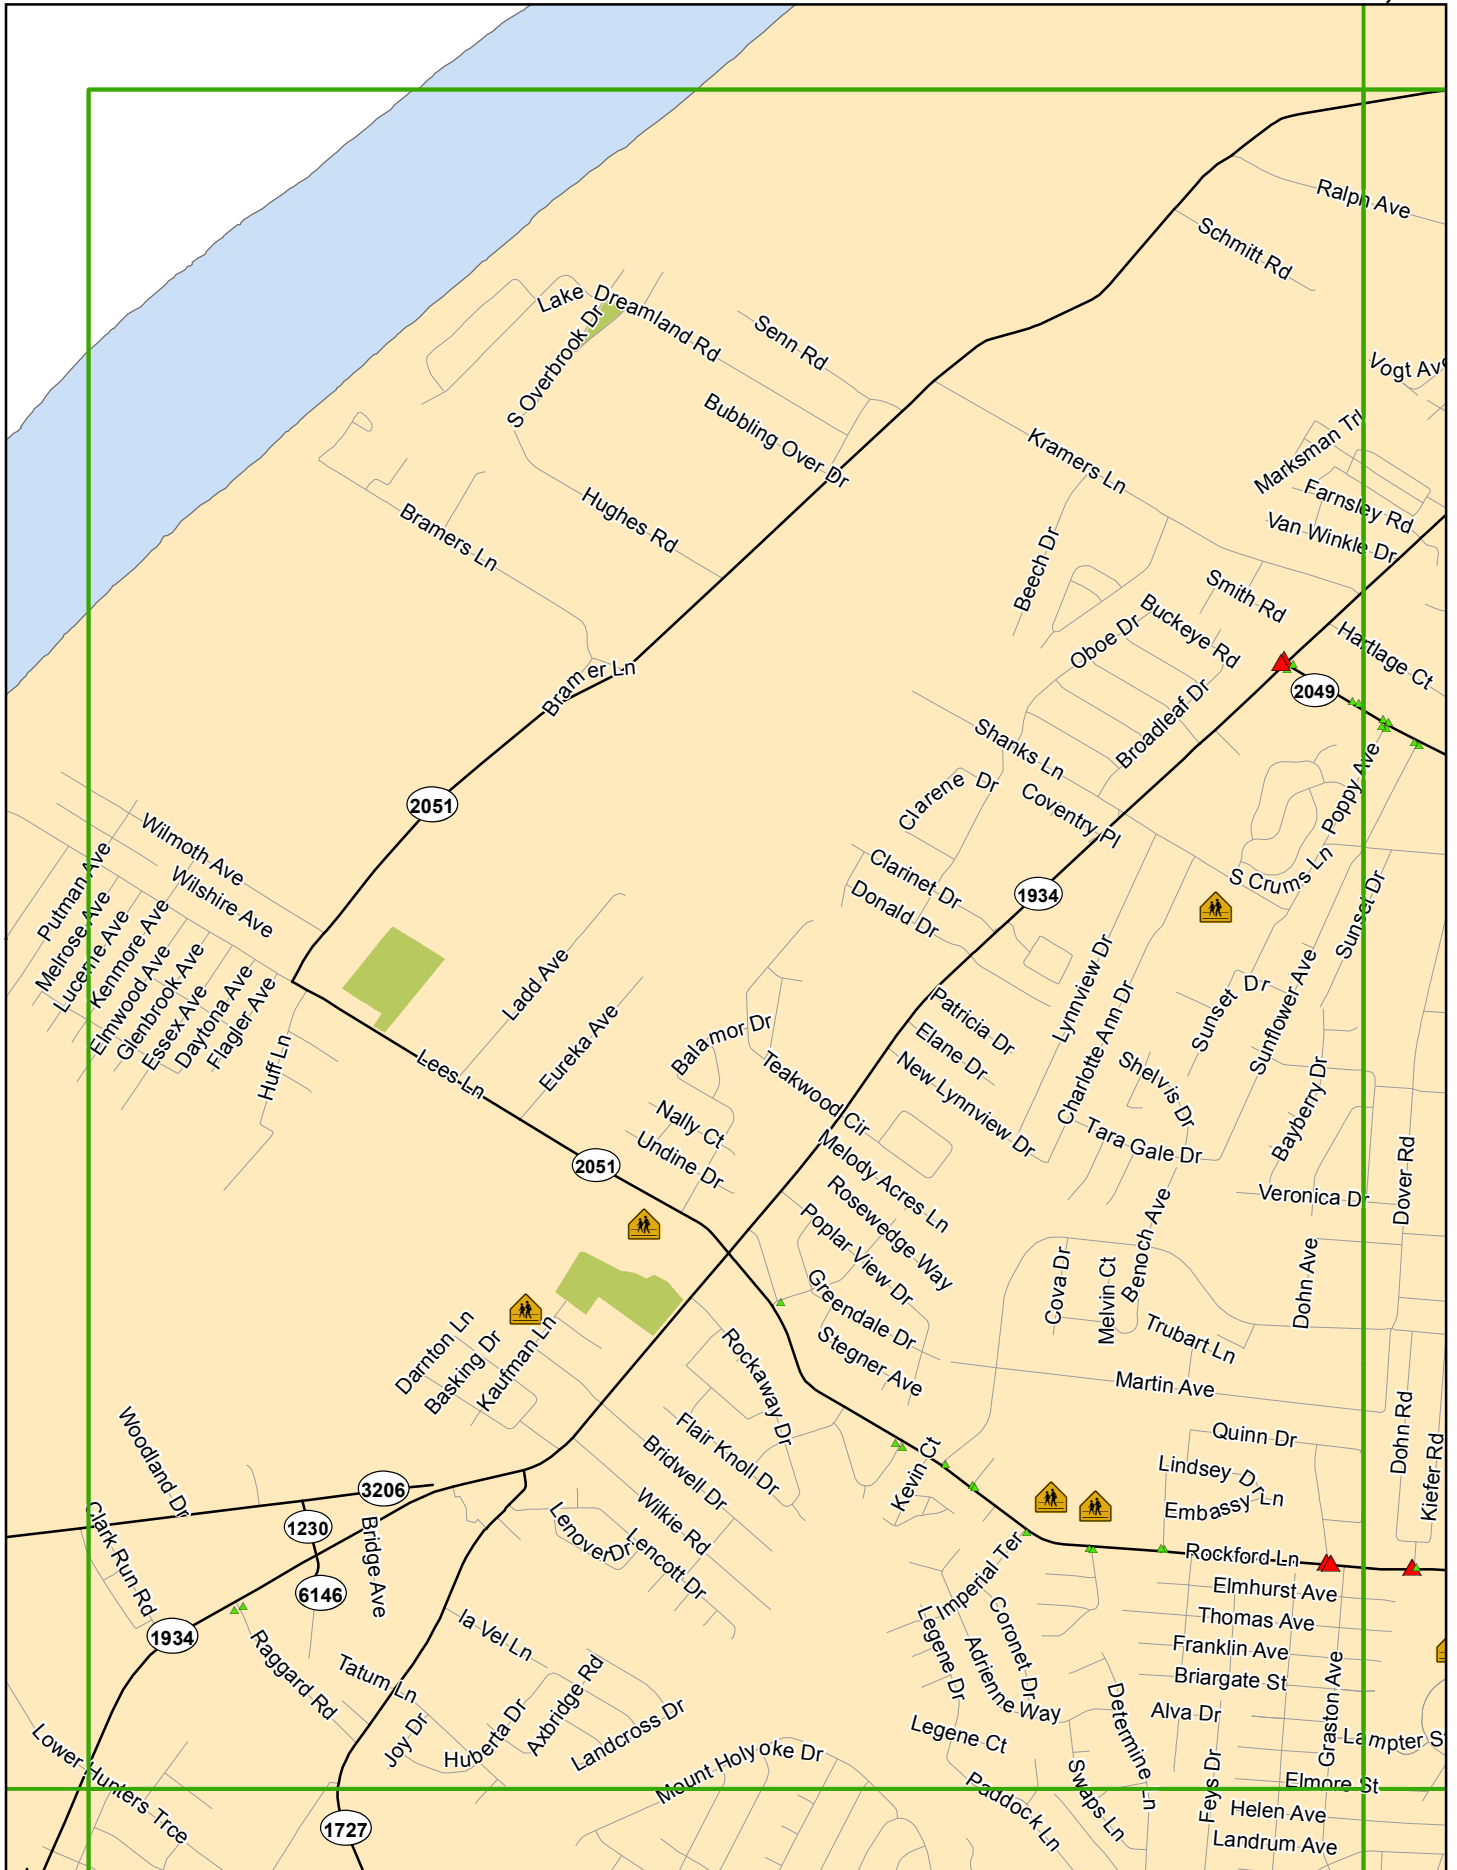 Ralph Ave
Schmitt Rd
Lake Dreamland Rd
S Overbrook Dr
Senn Rd
Vogt Ave
Bubbling Over Dr
Kramers Ln
Marksman Trl
Farnsley Rd
Van Winkle Dr
Hughes Rd
Bramers Ln
Beech Dr
Smith Rd
Buckeye Rd
Oboe Dr
Hartlage Ct
Bramer Ln
2049
Broadleaf Dr
Shanks Ln
Clarene Dr
Coventry Pl
Poppy Ave
2051
Wilmoth Ave
Wilshire Ave
Putman Ave
Melrose Ave
Lucerne Ave
Kenmore Ave
Elmwood Ave
Glenbrook Ave
Essex Ave
Daytona Ave
Flagler Ave
Huff Ln
Clarinet Dr
Donald Dr
1934
S Crums Ln
Sunset Dr
Ladd Ave
Eureka Ave
Lees Ln
Balamor Dr
Teakwood Cir
Patricia Dr
Elane Dr
New Lynnview Dr
Lynnview Dr
Charlotte Ann Dr
Sunset Dr
Sunflower Ave
Shelvis Dr
Tara Gale Dr
Bayberry Dr
Nally Ct
Undine Dr
2051
Melody Acres Ln
Rosewedge Way
Poplar View Dr
Greendale Dr
Stegner Ave
Veronica Dr
Dover Rd
Benoch Ave
Cova Dr
Melvin Ct
Dohn Ave
Trubart Ln
Martin Ave
Darnton Ln
Basking Dr
Kaufman Ln
Rockaway Dr
Flair Knoll Dr
Bridwell Dr
Wilkie Rd
Woodland Dr
3206
1230
6146
1934
Clark Run Rd
Bridge Ave
Lenover Dr
Lencott Dr
Kevin Ct
Quinn Dr
Lindsey Dr
Embassy Ln
Dohn Rd
Kiefer Rd
Rockford Ln
Imperial Ter
Elmhurst Ave
Thomas Ave
Franklin Ave
Briargate St
Alva Dr
Graston Ave
Lampter St
Legene Dr
Adrienne Way
Coronet Dr
Legene Ct
Determine Ln
Raggard Rd
Tatum Ln
la Vel Ln
Joy Dr
Huberta Dr
Axbridge Rd
Landcross Dr
Mount Holyoke Dr
Lower Hunters Trce
1727
Paddock Ln
Swaps Ln
Feys Dr
Elmore St
Helen Ave
Landrum Ave